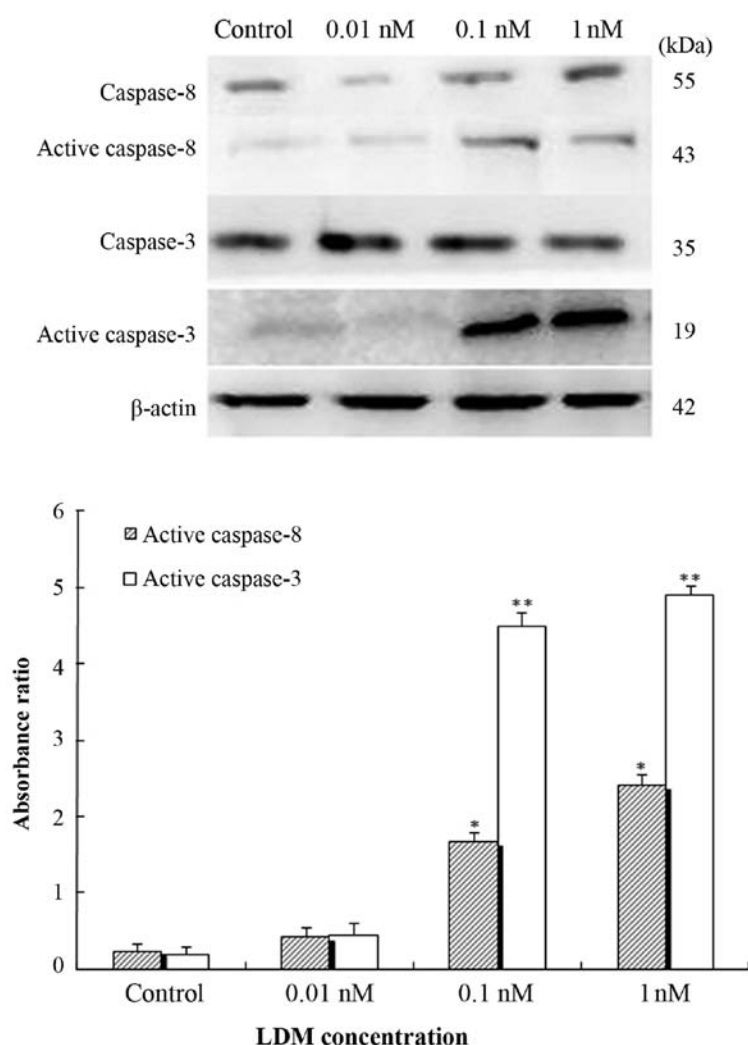 Control 0.01 nM 0.1 nM 1 nM (kDa)
Caspase-8 55
Active caspase-8 43
Caspase-3 35
Active caspase-3 19
β-actin 42
6
Active caspase-8
5
Active caspase-3
** **
4
3
*
2
*
1
0
Absorbance ratio
Control 0.01 nM 0.1 nM 1 nM
LDM concentration